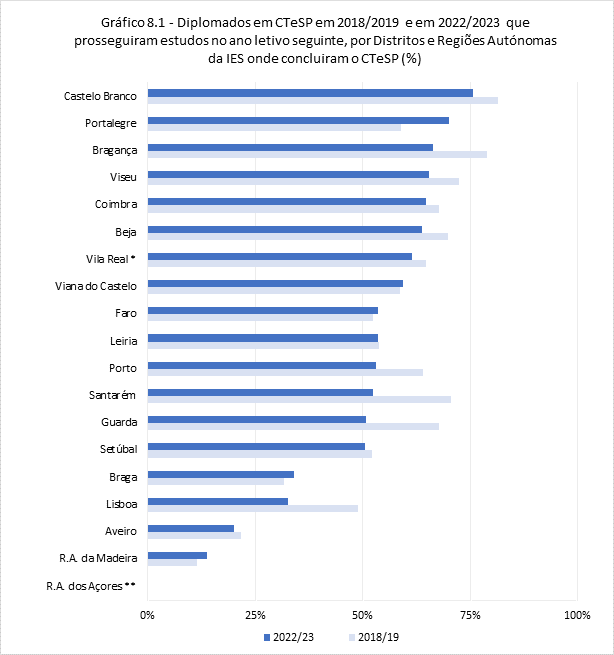 Gráfico 8.1 - Diplomados em CTeSP em 2018/2019 e em 2022/2023 que
prosseguiram estudos no ano letivo seguinte, por Distritos e Regiões Autónomas
da IES onde concluiram o CTeSP (%)
Castelo Branco
Portalegre
Bragança
Viseu
Coimbra
Beja
Vila Real *
Viana do Castelo
Faro
Leiria
Porto
Santarém
Guarda
Setúbal
Braga
Lisboa
Aveiro
R.A. da Madeira
R.A. dos Açores **
0% 25% 50% 75% 100%
2022/23 2018/19